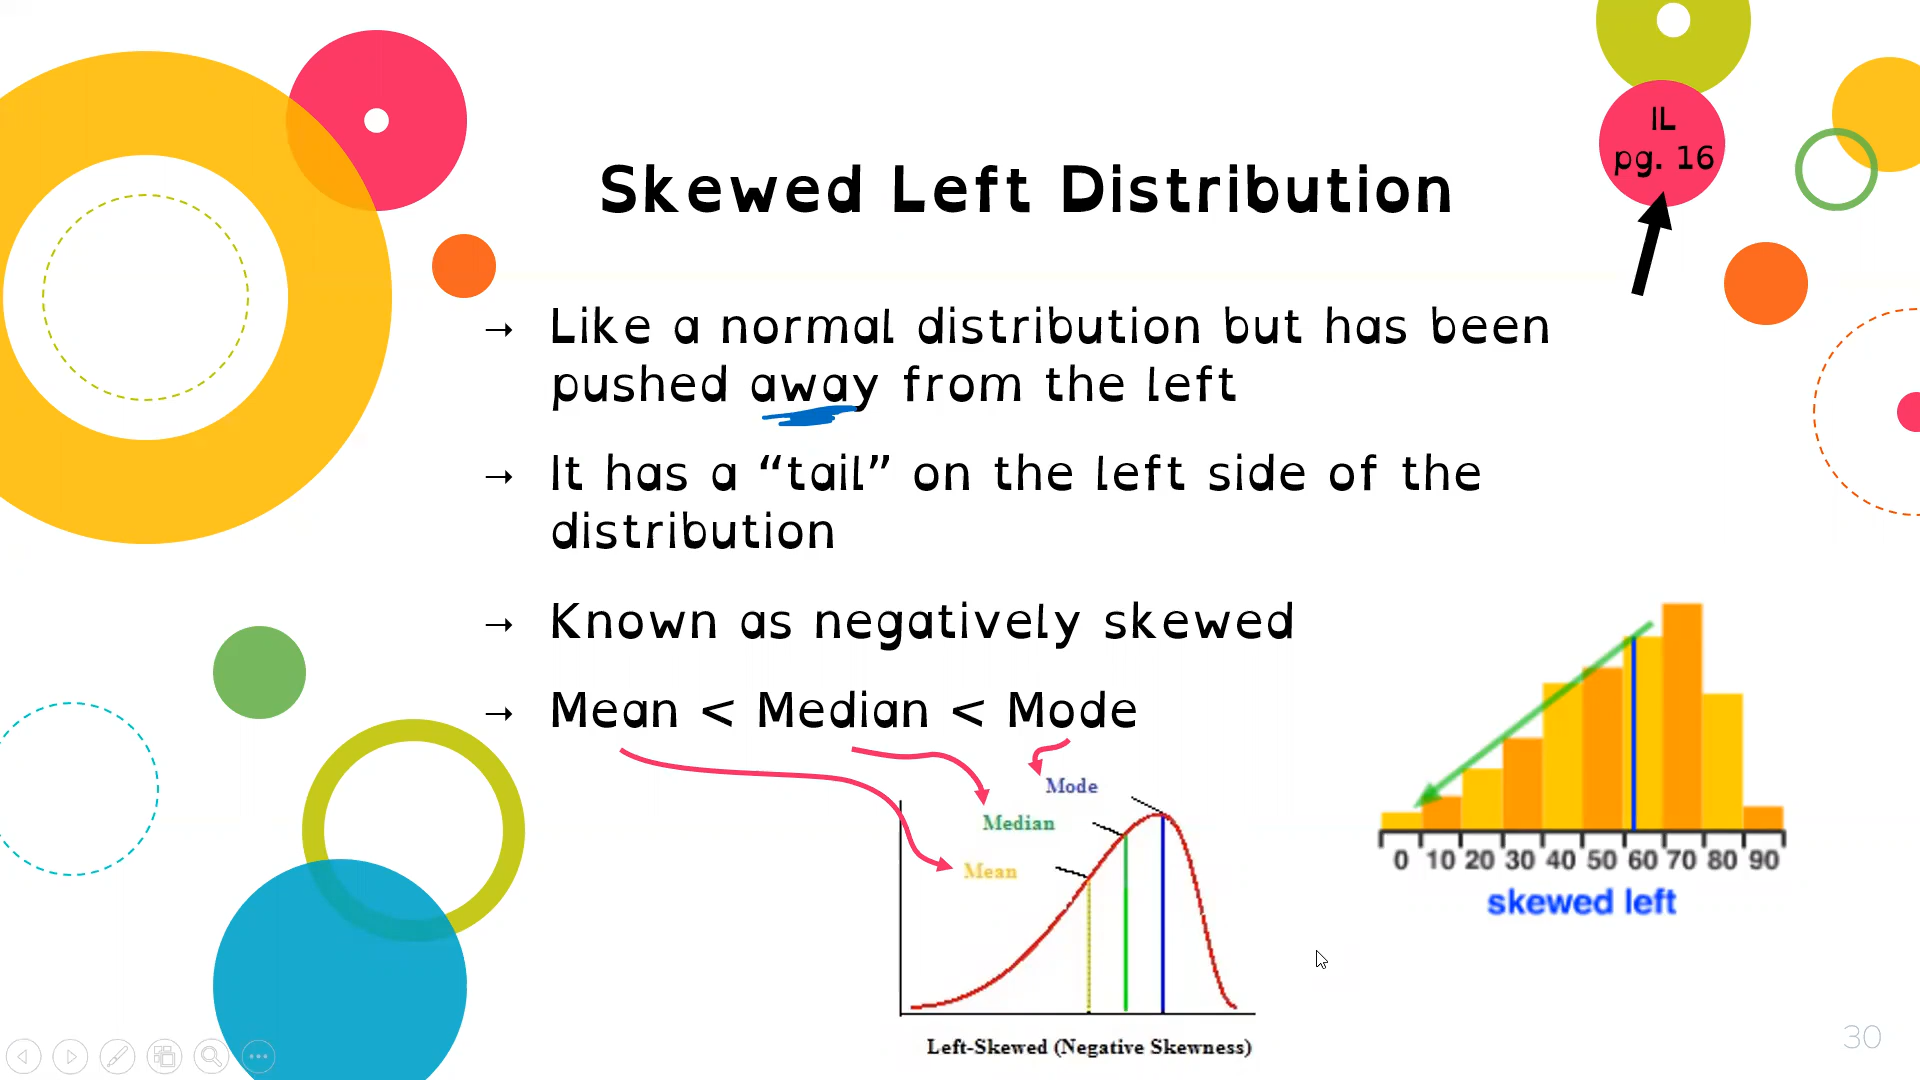 IL
pg. 16
Skewed Left Distribution
→ Like a normal distribution but has been
pushed away from the left
→ It has a “tail” on the left side of the
distribution
→ Known as negatively skewed
→ Mean < Median < Mode
Mode
Median
Mean
Left-Skewed (Negative Skewness)
0 10 20 30 40 50 60 70 80 90
skewed left
30